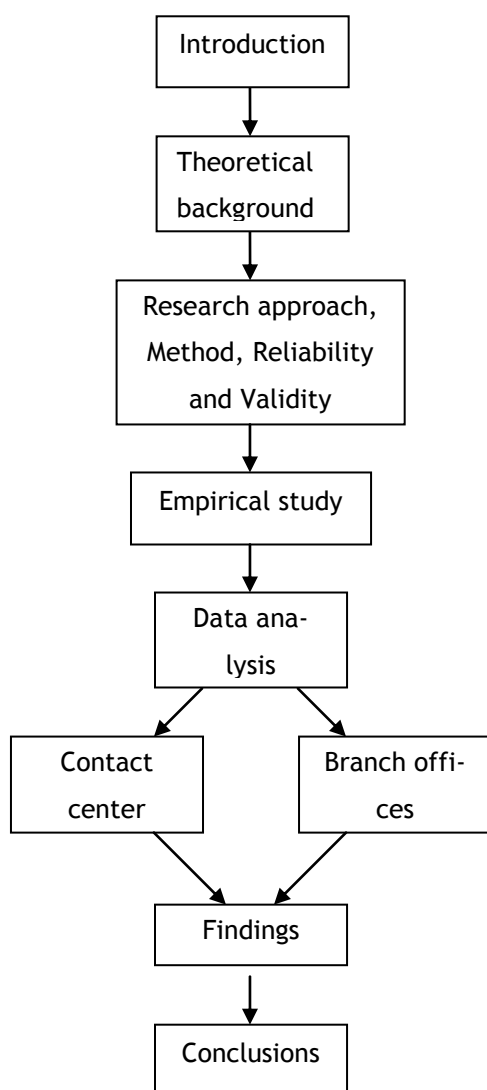 Introduction
Theoretical
background
Research approach,
Method, Reliability
and Validity
Empirical study
Data ana-
lysis
Contact
center
Branch offi-
ces
Findings
Conclusions